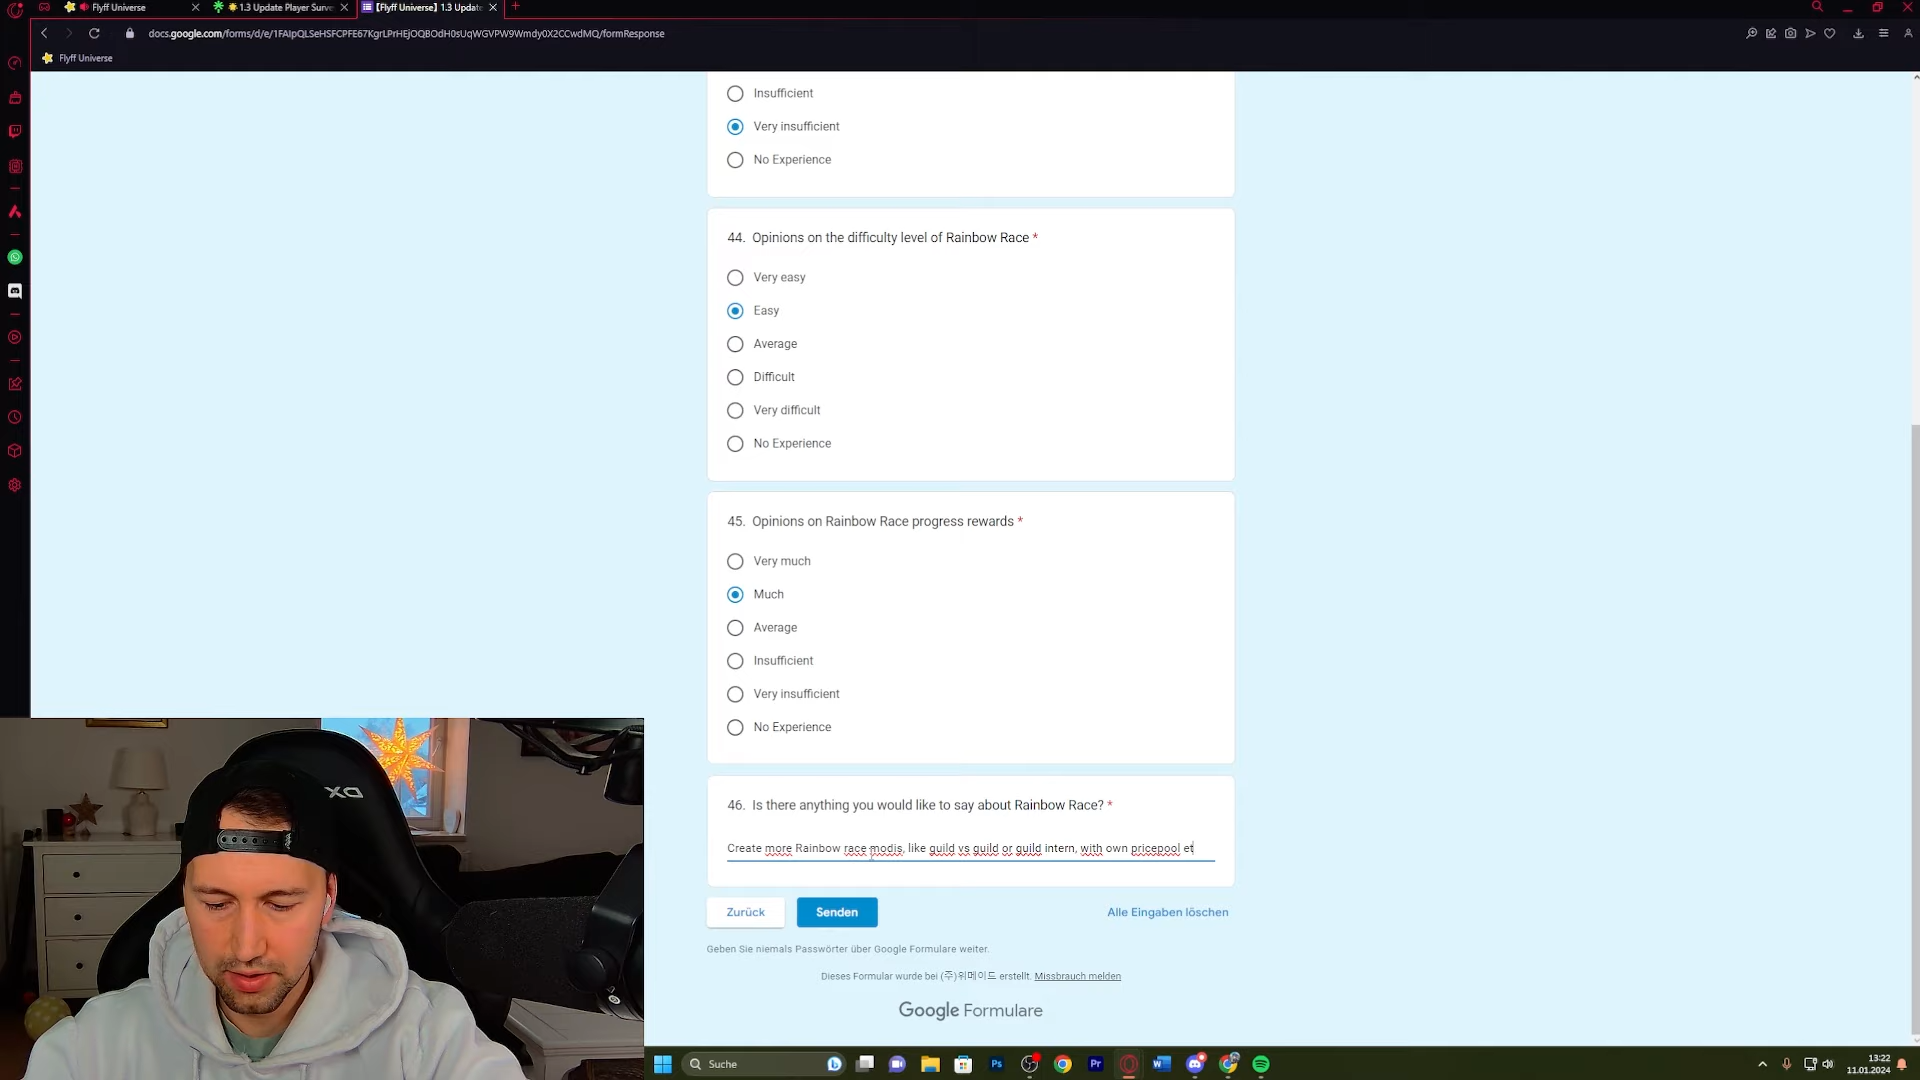 Flyff Universe
1.3 Update Player Surve
[Flyff Universe] 1.3 Updat
docs.google.com/forms/d/e/1FAIpQLSeHSFCPFE67KgrLPrHEjOQBOdH0sUqWGVPW9Wmdy0X2CCwdMQ/formResponse
Flyff Universe
Insufficient
Very insufficient
No Experience
44. Opinions on the difficulty level of Rainbow Race *
Very easy
Easy
Average
Difficult
Very difficult
No Experience
45. Opinions on Rainbow Race progress rewards *
Very much
Much
Average
Insufficient
Very insufficient
No Experience
46. Is there anything you would like to say about Rainbow Race? *
Create more Rainbow race modis, like guild vs guild or guild intern, with own pricepool et
Zurück
Senden
Alle Eingaben löschen
Geben Sie niemals Passwörter über Google Formulare weiter.
Dieses Formular wurde bei (주)위메이드 erstellt. Missbrauch melden
Google Formulare
Suche
13:22
11.01.2024